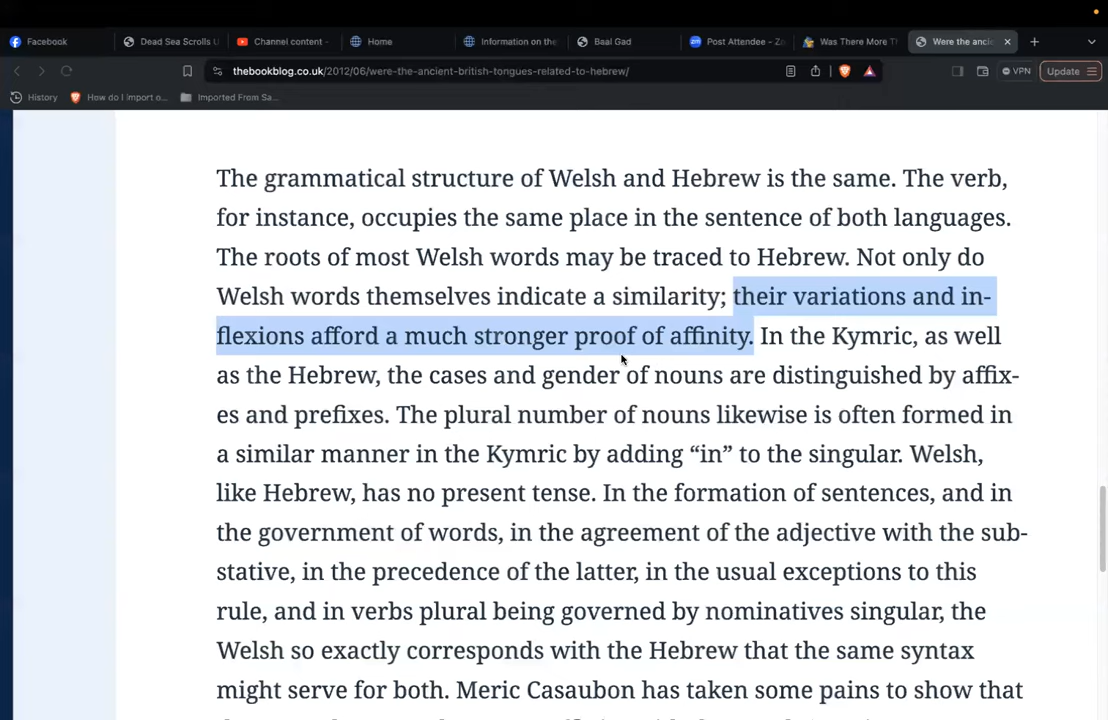 Facebook
Dead Sea Scrolls U
Channel content -
Home
Information on the
Baal Gad
Post Attendee - Zo
Was There More T
Were the anci
thebookblog.co.uk/2012/06/were-the-ancient-british-tongues-related-to-hebrew/
VPN
Update
History
How do I import o...
Imported From Sa...
The grammatical structure of Welsh and Hebrew is the same. The verb,
for instance, occupies the same place in the sentence of both languages.
The roots of most Welsh words may be traced to Hebrew. Not only do
Welsh words themselves indicate a similarity; their variations and in-
flexions afford a much stronger proof of affinity. In the Kymric, as well
as the Hebrew, the cases and gender of nouns are distinguished by affix-
es and prefixes. The plural number of nouns likewise is often formed in
a similar manner in the Kymric by adding “in” to the singular. Welsh,
like Hebrew, has no present tense. In the formation of sentences, and in
the government of words, in the agreement of the adjective with the sub-
stative, in the precedence of the latter, in the usual exceptions to this
rule, and in verbs plural being governed by nominatives singular, the
Welsh so exactly corresponds with the Hebrew that the same syntax
might serve for both. Meric Casaubon has taken some pains to show that